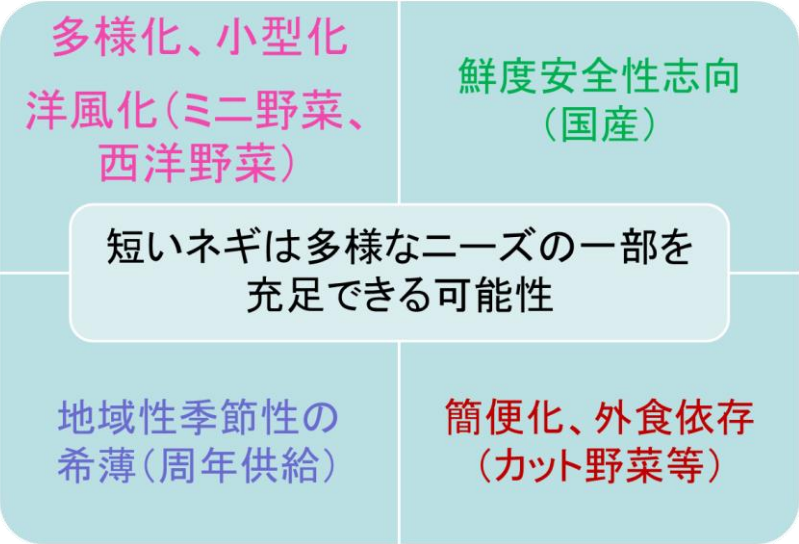 多様化、小型化
洋風化(ミニ野菜、
西洋野菜)
鮮度安全性志向
(国産)
短いネギは多様なニーズの一部を
充足できる可能性
地域性季節性の
希薄(周年供給)
簡便化、外食依存
(カット野菜等)